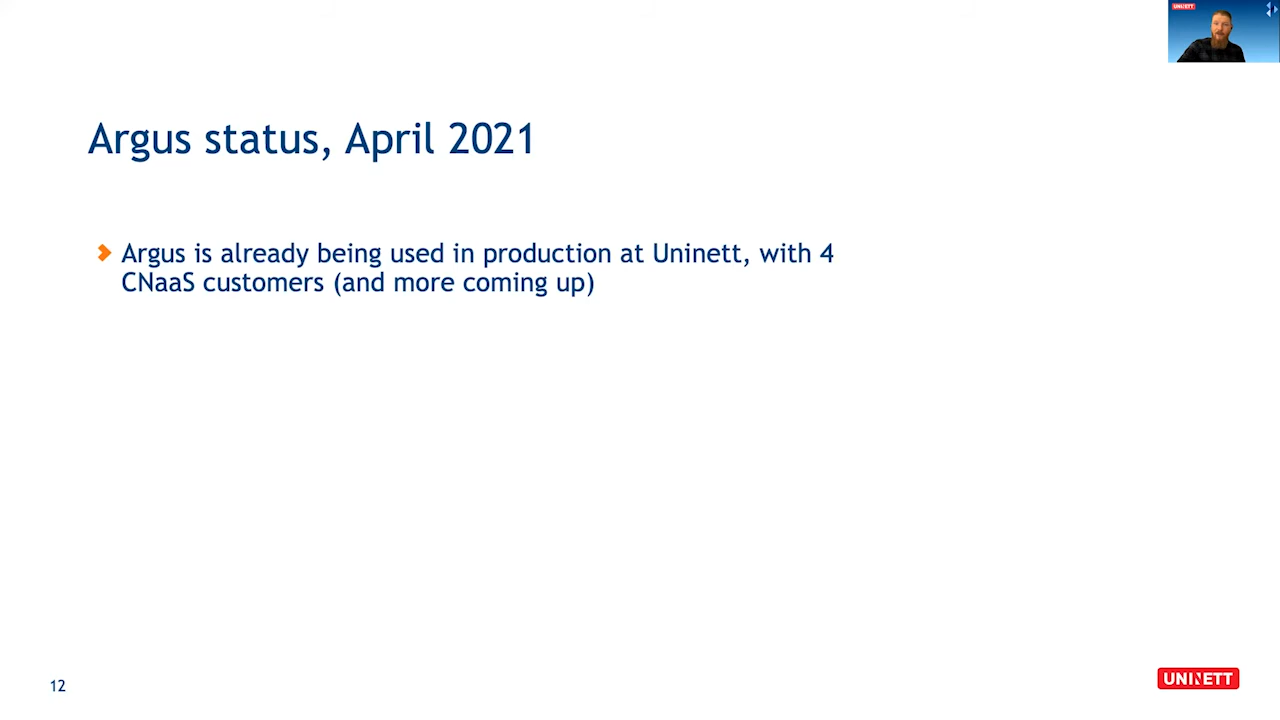 UNINETT
Argus status, April 2021
Argus is already being used in production at Uninett, with 4
CNaaS customers (and more coming up)
12
UNINETT